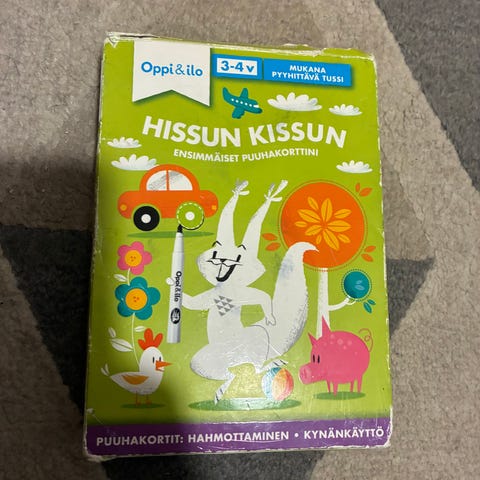 Oppi&ilo
3-4 v
MUKANA
PYYHITTÄVÄ TUSSI
HISSUN KISSUN
ENSIMMÄISET PUUHAKORTTINI
Oppi&ilo
PUUHAKORTIT: HAHMOTTAMINEN • KYNÄNKÄYTTÖ